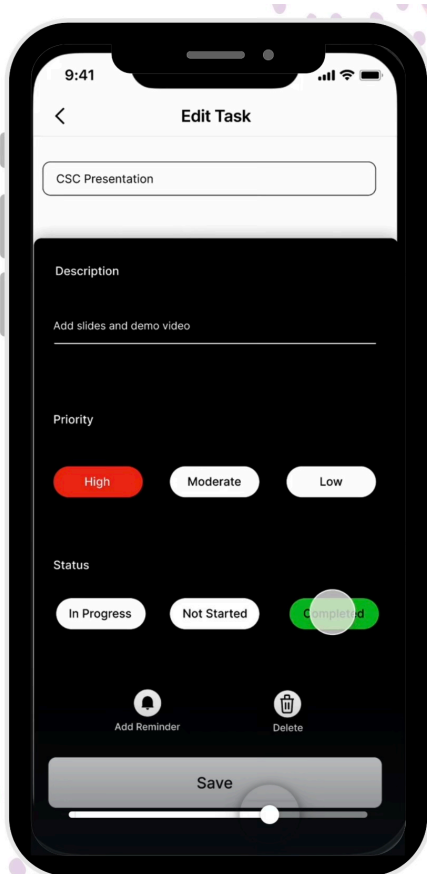 9:41
Edit Task
CSC Presentation
Description
Add slides and demo video
Priority
High Moderate Low
Status
In Progress Not Started Completed
Add Reminder Delete
Save